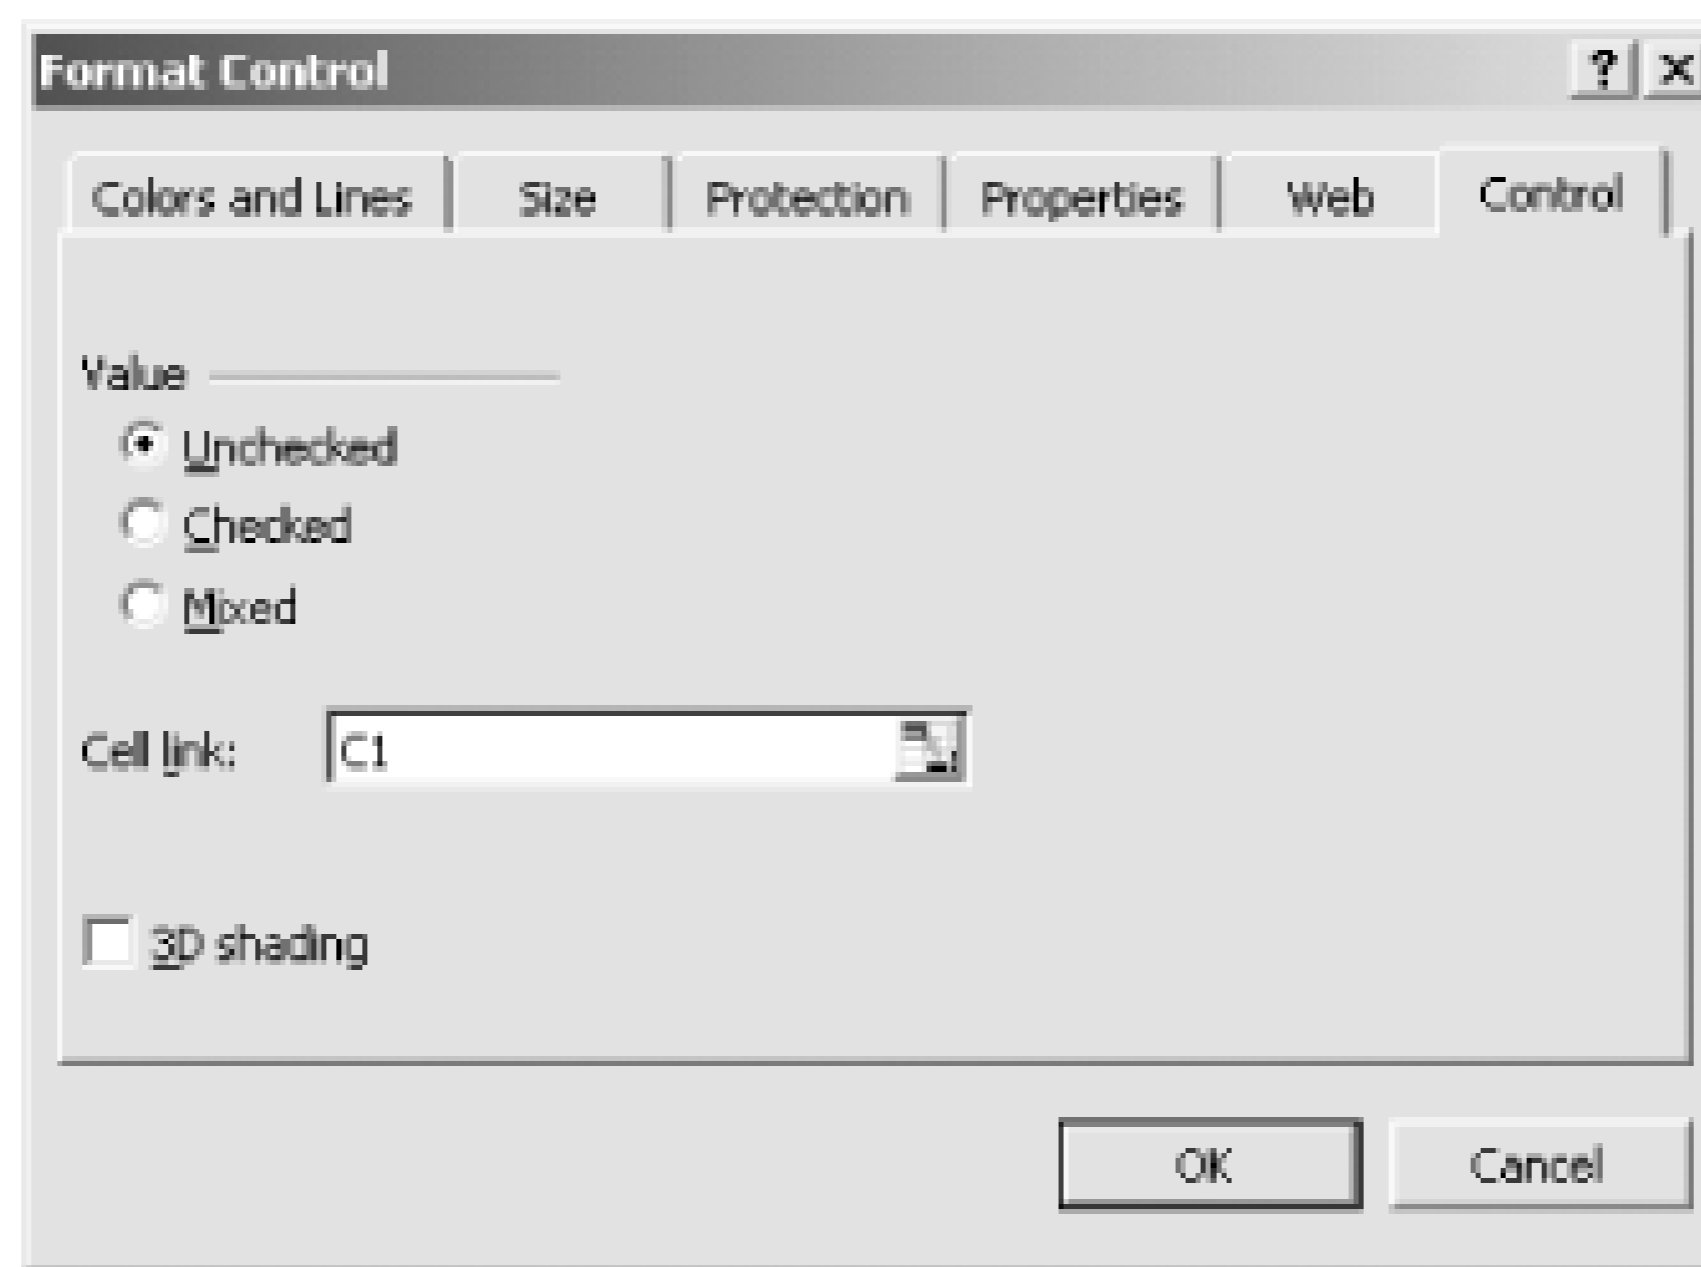 Format Control ? X
Colors and Lines Size Protection Properties Web Control
Value
Unchecked
Checked
Mixed
Cell link: C1
3D shading
OK Cancel